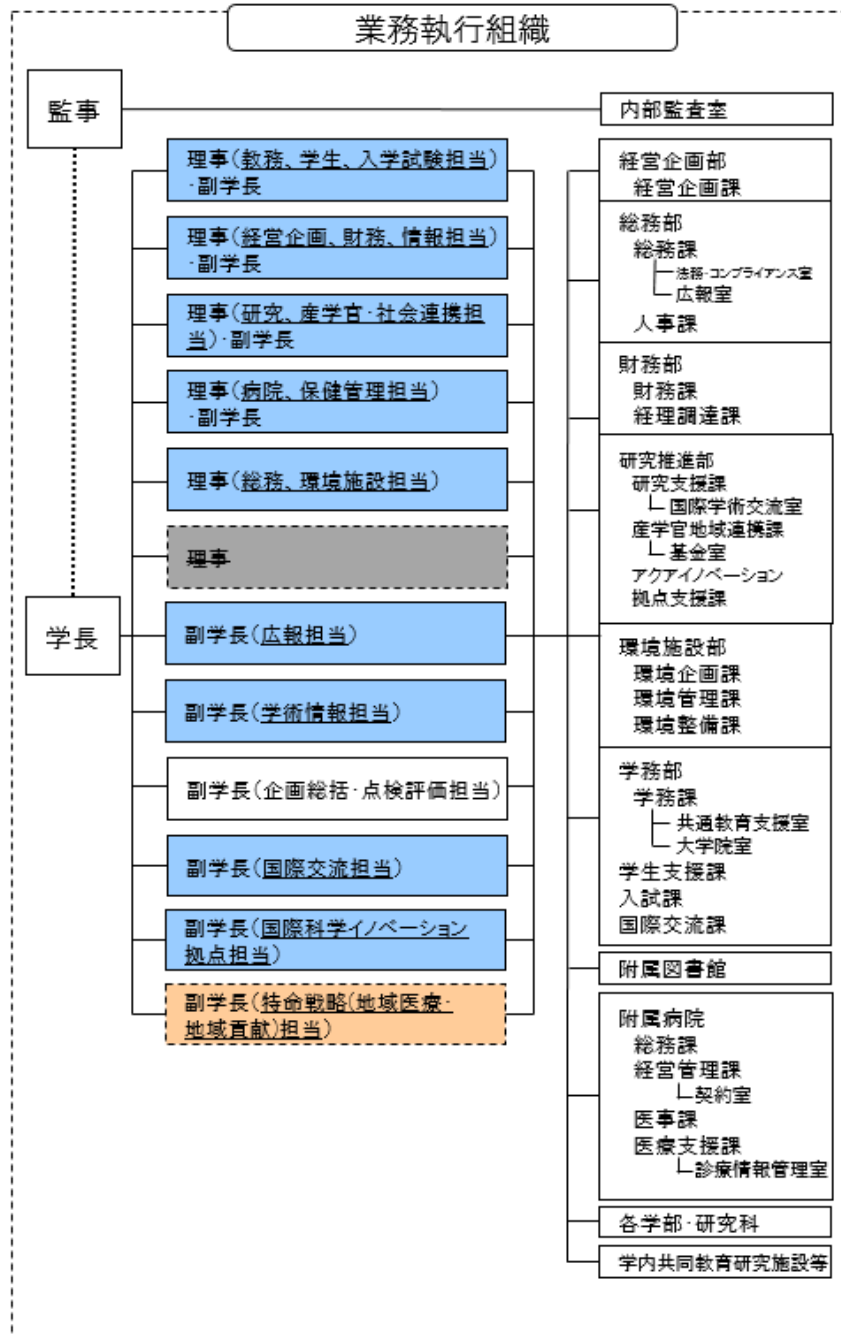 業務執行組織
監事
内部監査室
理事(教務、学生、入学試験担当)
・副学長
理事(経営企画、財務、情報担当)
・副学長
理事(研究、産学官・社会連携担
当)・副学長
理事(病院、保健管理担当)
・副学長
理事(総務、環境施設担当)
理事
学長
副学長(広報担当)
副学長(学術情報担当)
副学長(企画総括・点検評価担当)
副学長(国際交流担当)
副学長(国際科学イノベーション
拠点担当)
副学長(特命戦略(地域医療・
地域貢献)担当)
経営企画部
経営企画課
総務部
総務課
法務・コンプライアンス室
広報室
人事課
財務部
財務課
経理調達課
研究推進部
研究支援課
国際学術交流室
産学官地域連携課
基金室
アクアイノベーション
拠点支援課
環境施設部
環境企画課
環境管理課
環境整備課
学務部
学務課
共通教育支援室
大学院室
学生支援課
入試課
国際交流課
附属図書館
附属病院
総務課
経営管理課
契約室
医事課
医療支援課
診療情報管理室
各学部・研究科
学内共同教育研究施設等